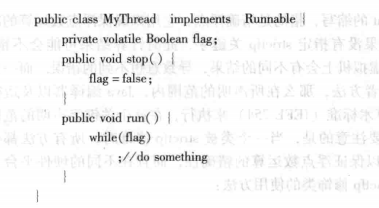 public class MyThread implements Runnable {
private volatile Boolean flag;
public void stop() {
flag = false;
}
public void run() {
while(flag)
;//do something
}
}